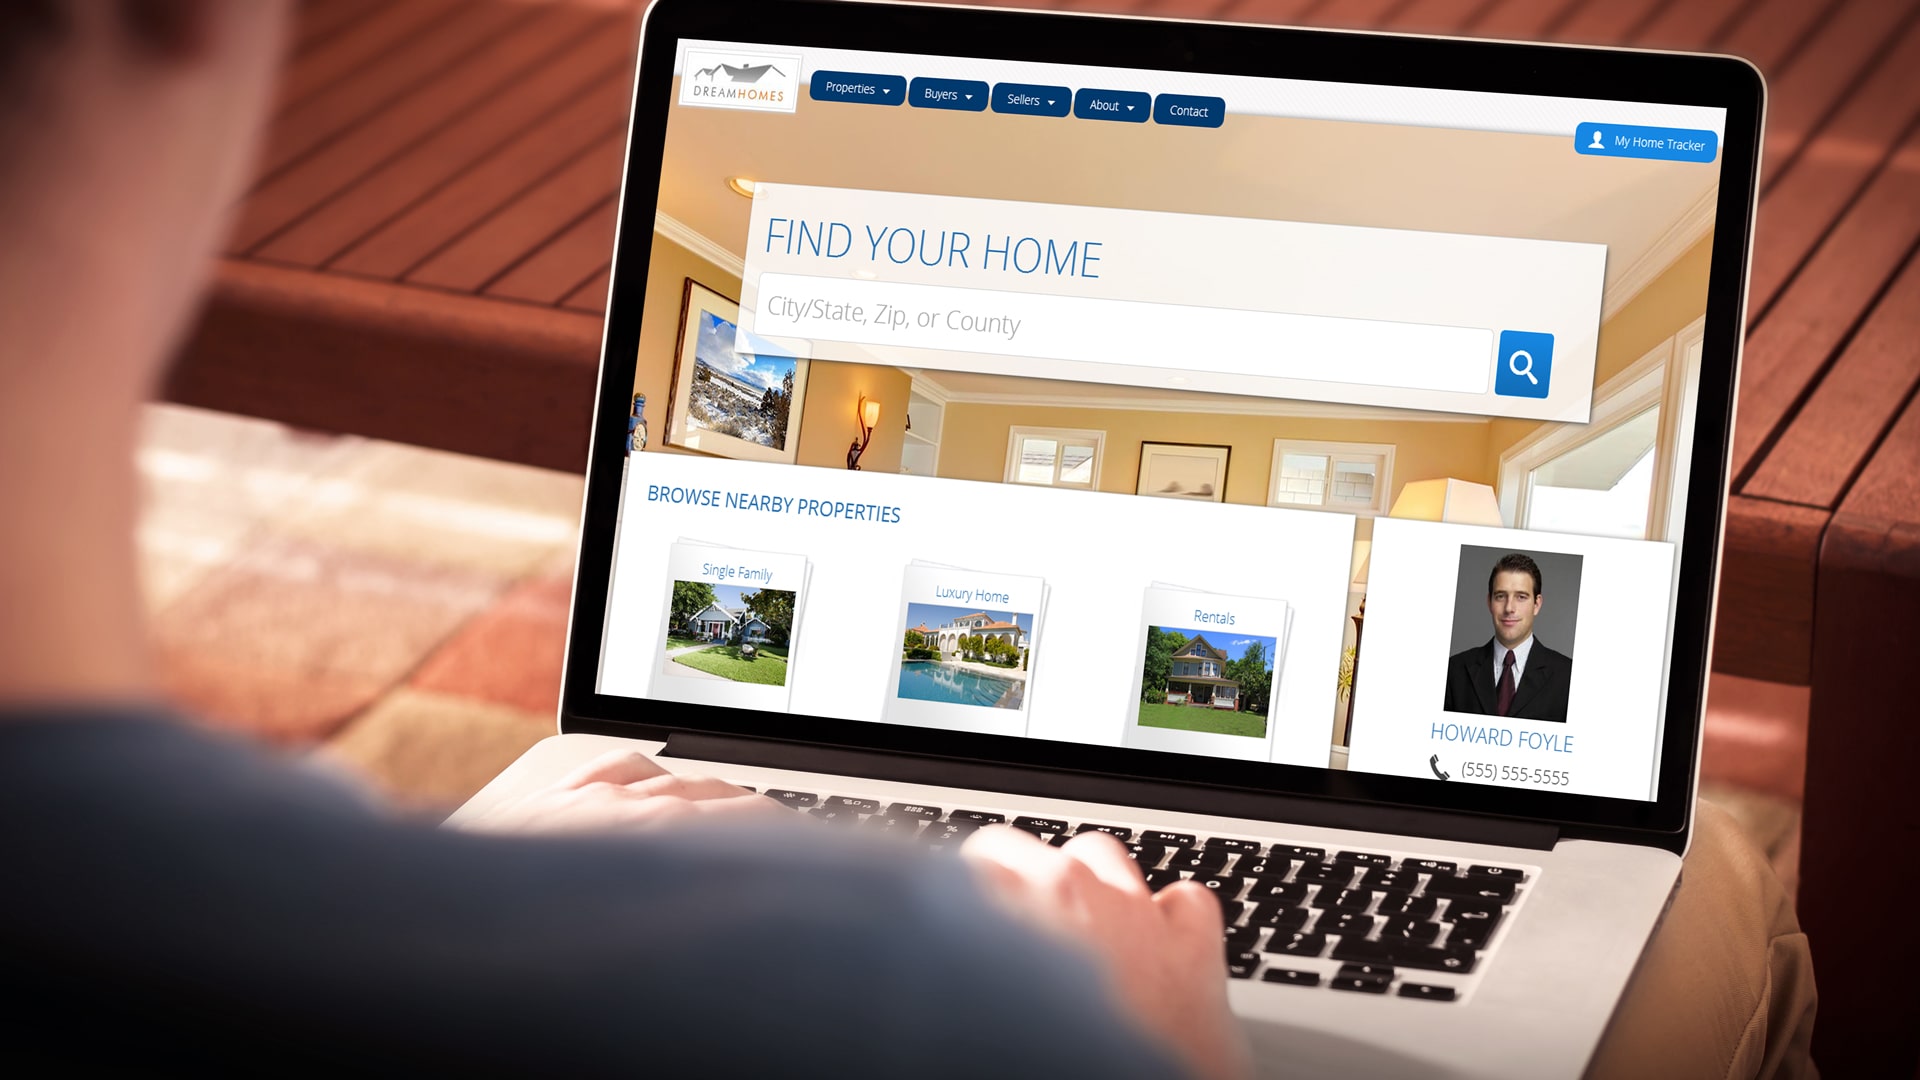 DREAMHOMES
Properties
Buyers
Sellers
About
Contact
My Home Tracker
FIND YOUR HOME
City/State, Zip, or County
BROWSE NEARBY PROPERTIES
Single Family
Luxury Home
Rentals
HOWARD FOYLE
(555) 555-5555